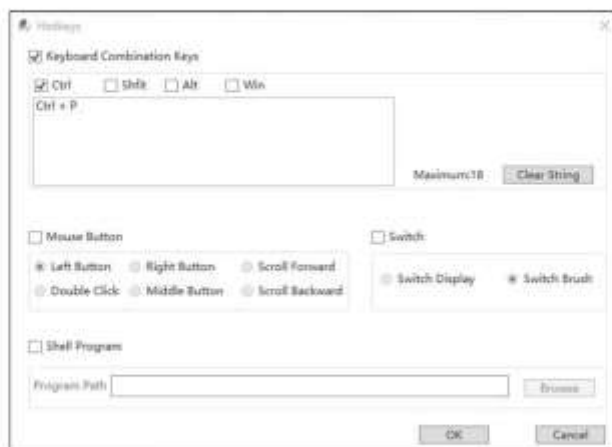 Hotkeys
Keyboard Combination Keys
Ctrl Shfit Alt Win
Ctrl + P
Maximum:18 Clear String
Mouse Button Switch
Left Button Right Button Scroll Forward
Switch Display Switch Brush
Double Click Middle Button Scroll Backward
Shell Program
Program Path Browse
OK Cancel